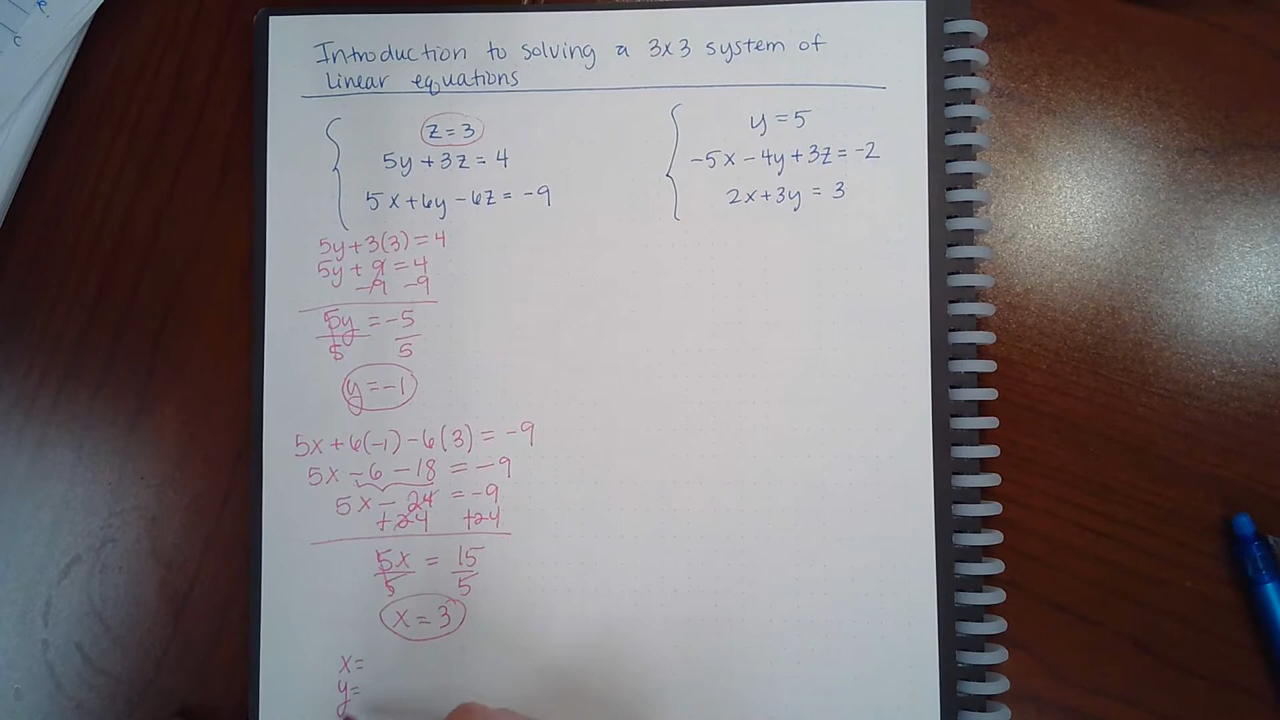 Introduction to solving a 3x3 system of
linear equations
z = 3
5y + 3z = 4
5x + 6y - 6z = -9
5y + 3(3) = 4
5y + 9 = 4
-9 -9
5y = -5
5 5
y = -1
5x + 6(-1) - 6(3) = -9
5x - 6 - 18 = -9
5x - 24 = -9
+24 +24
5x = 15
5 5
x = 3
x =
y =
y = 5
-5x - 4y + 3z = -2
2x + 3y = 3